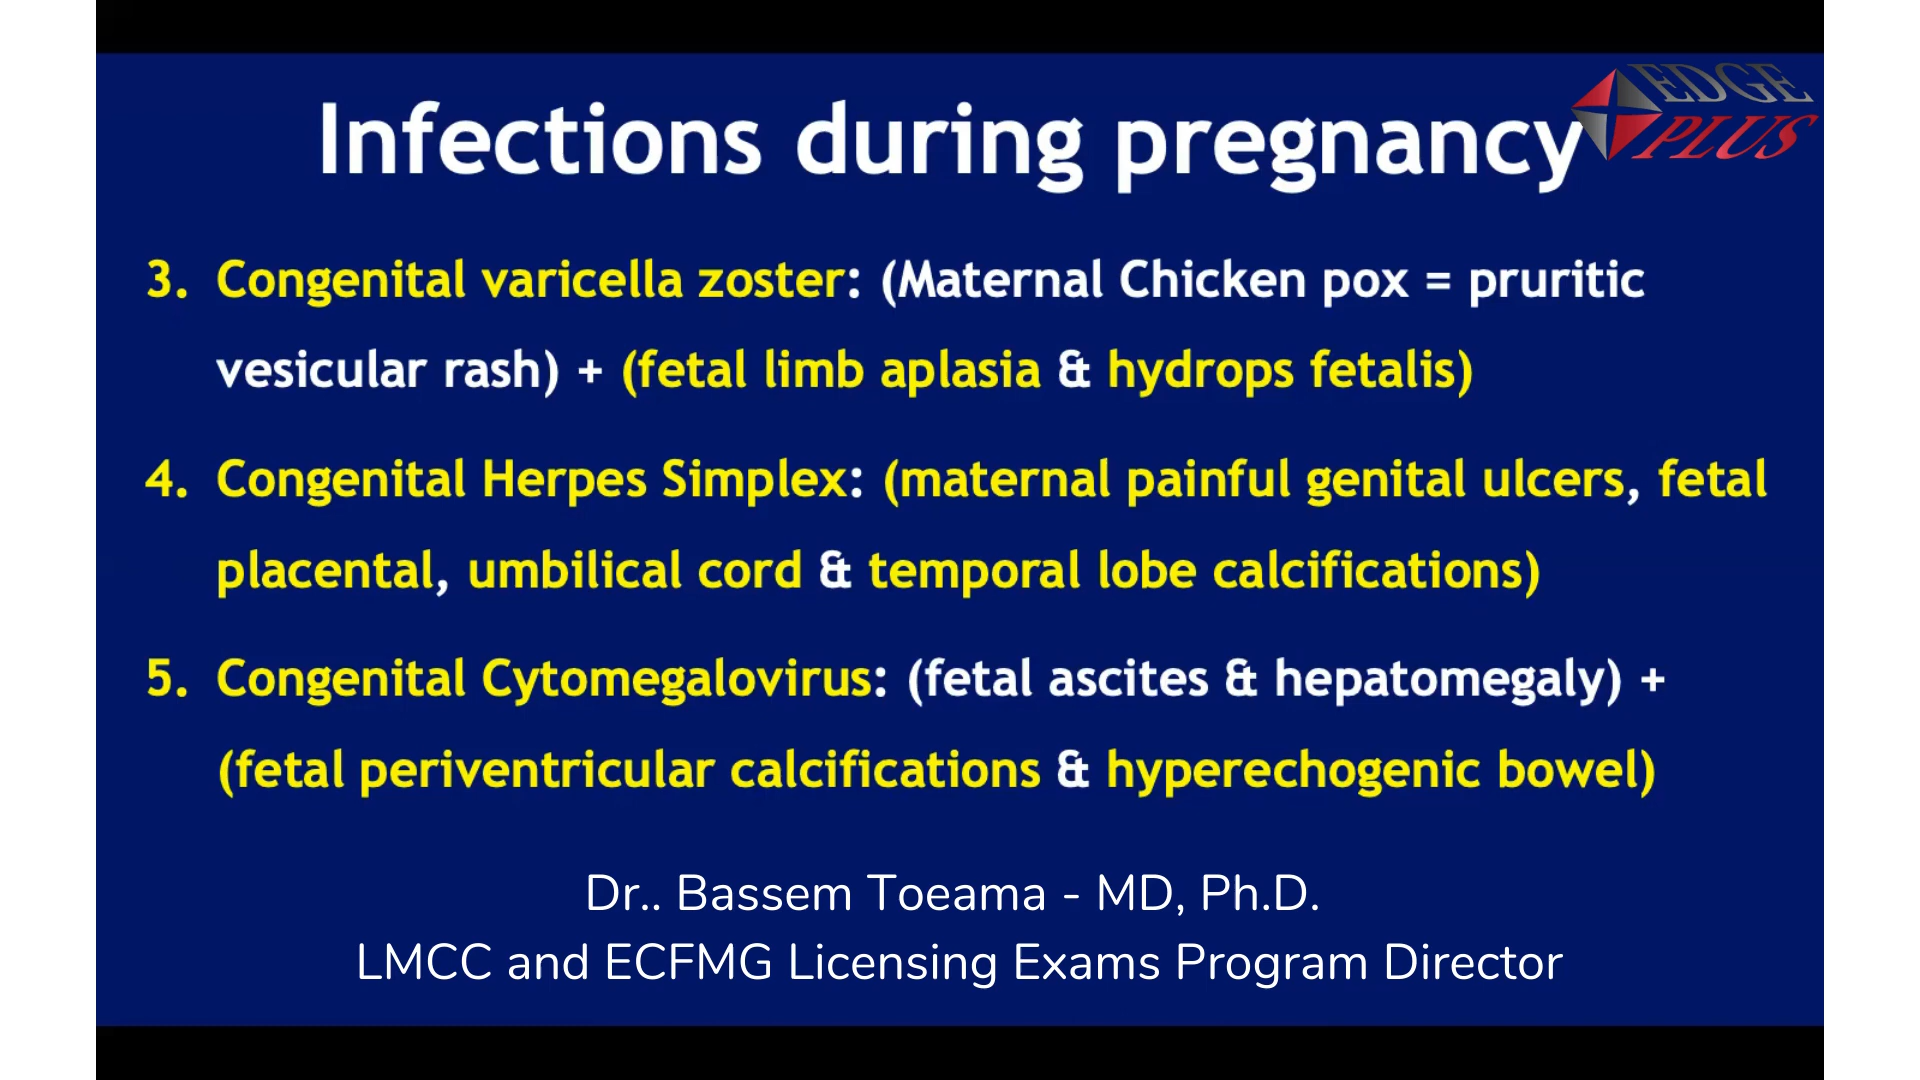 EDGE
PLUS
Infections during pregnancy
3. Congenital varicella zoster: (Maternal Chicken pox = pruritic
vesicular rash) + (fetal limb aplasia & hydrops fetalis)
4. Congenital Herpes Simplex: (maternal painful genital ulcers, fetal
placental, umbilical cord & temporal lobe calcifications)
5. Congenital Cytomegalovirus: (fetal ascites & hepatomegaly) +
(fetal periventricular calcifications & hyperechogenic bowel)
Dr.. Bassem Toeama - MD, Ph.D.
LMCC and ECFMG Licensing Exams Program Director